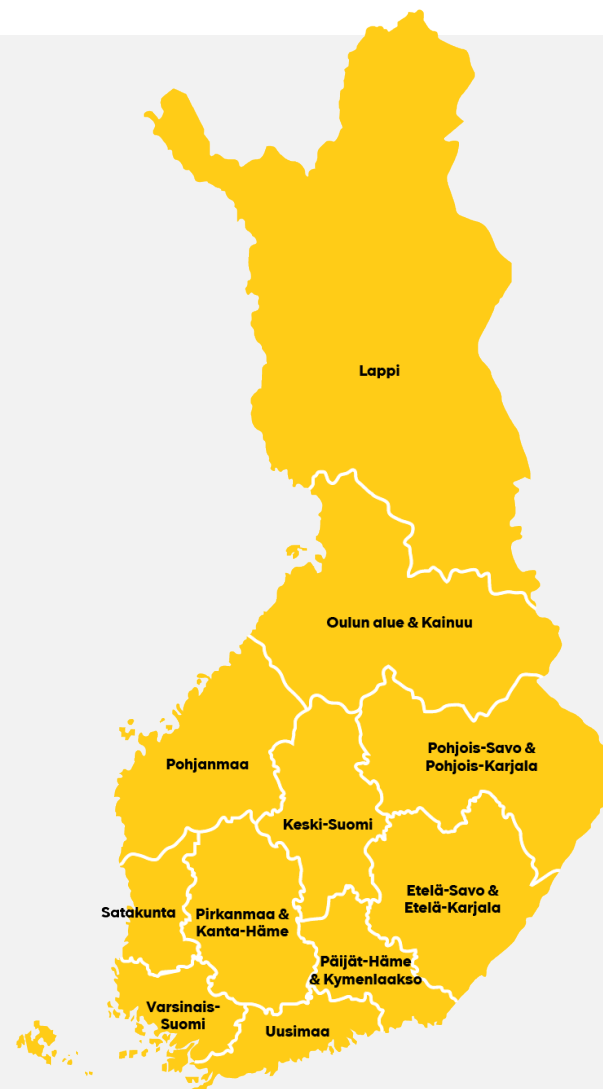 Lappi
Oulun alue & Kainuu
Pohjois-Savo &
Pohjois-Karjala
Pohjanmaa
Keski-Suomi
Etelä-Savo &
Etelä-Karjala
Satakunta
Pirkanmaa &
Kanta-Häme
Päijät-Häme
& Kymenlaakso
Varsinais-
Suomi
Uusimaa